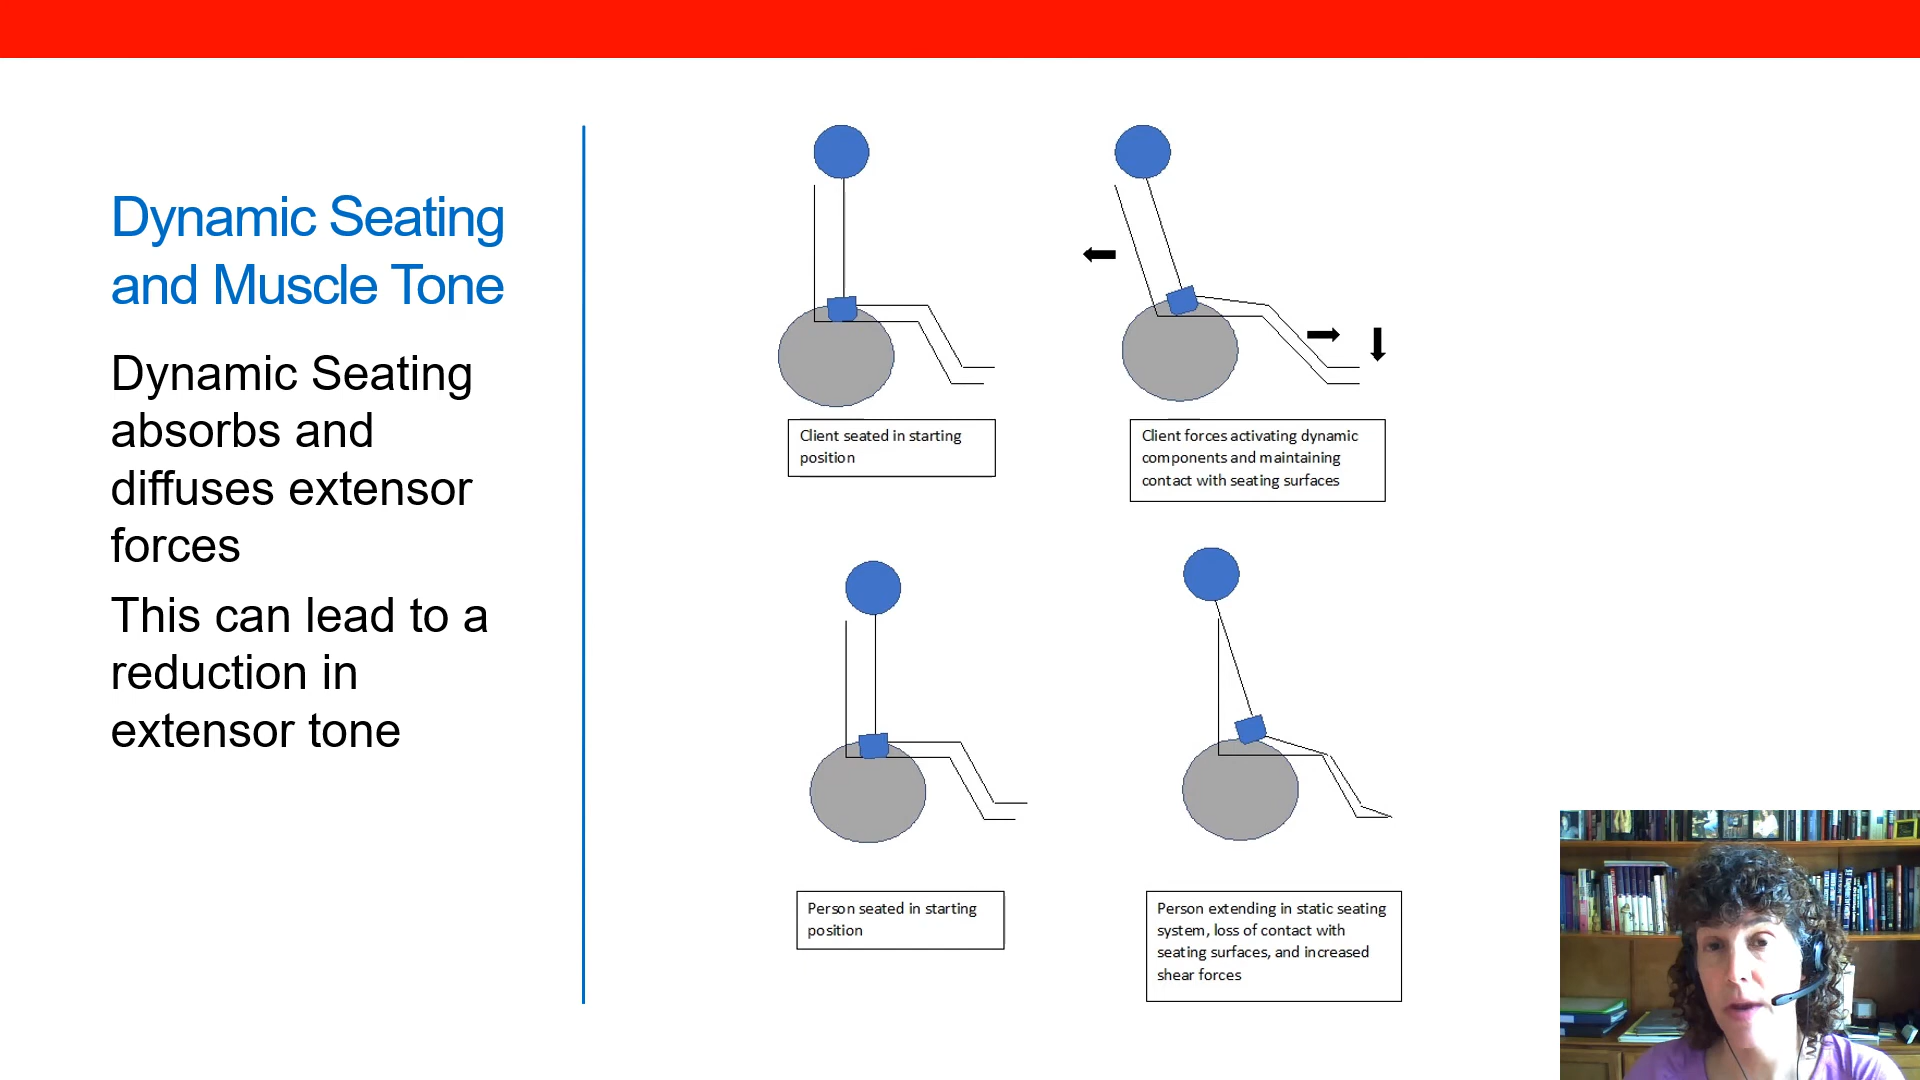 Dynamic Seating
and Muscle Tone
Dynamic Seating
absorbs and
diffuses extensor
forces
This can lead to a
reduction in
extensor tone
Client seated in starting
position
Client forces activating dynamic
components and maintaining
contact with seating surfaces
Person seated in starting
position
Person extending in static seating
system, loss of contact with
seating surfaces, and increased
shear forces